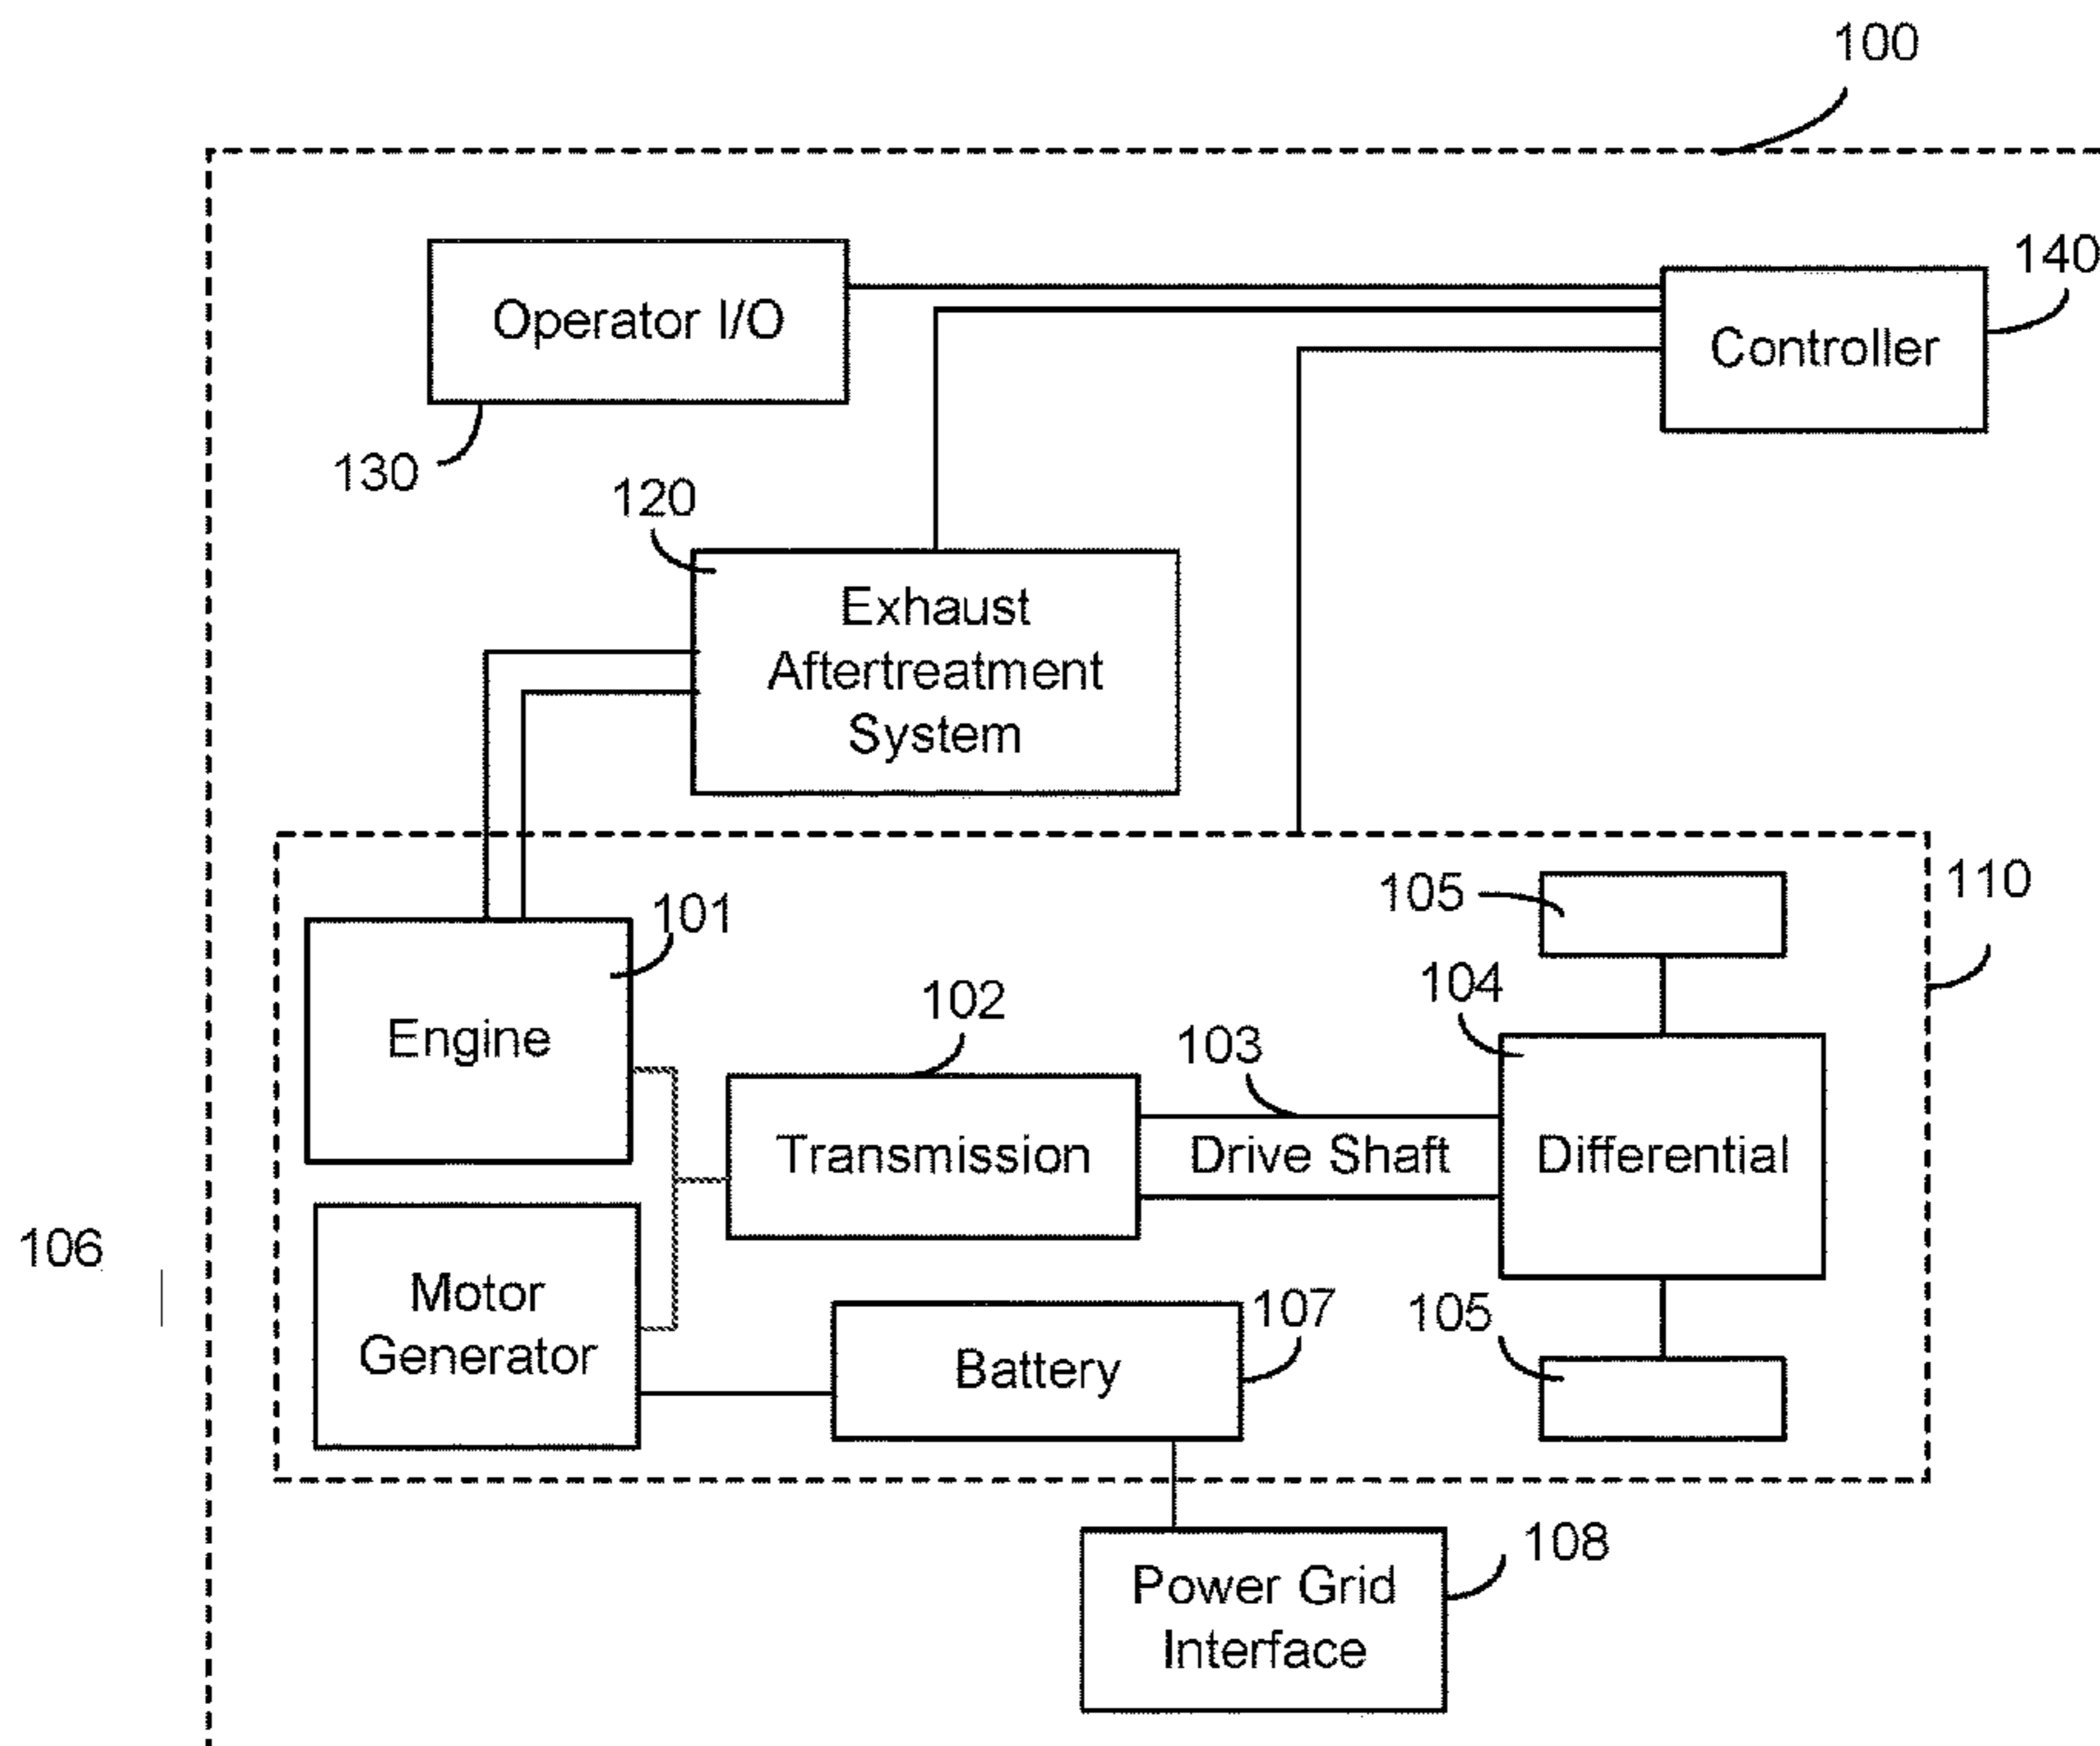 100
140
Operator I/O
Controller
130
120
Exhaust
Aftertreatment
System
110
105
101
104
102
Engine
103
Transmission
Drive Shaft
Differential
106
Motor
Generator
107
105
Battery
108
Power Grid
Interface